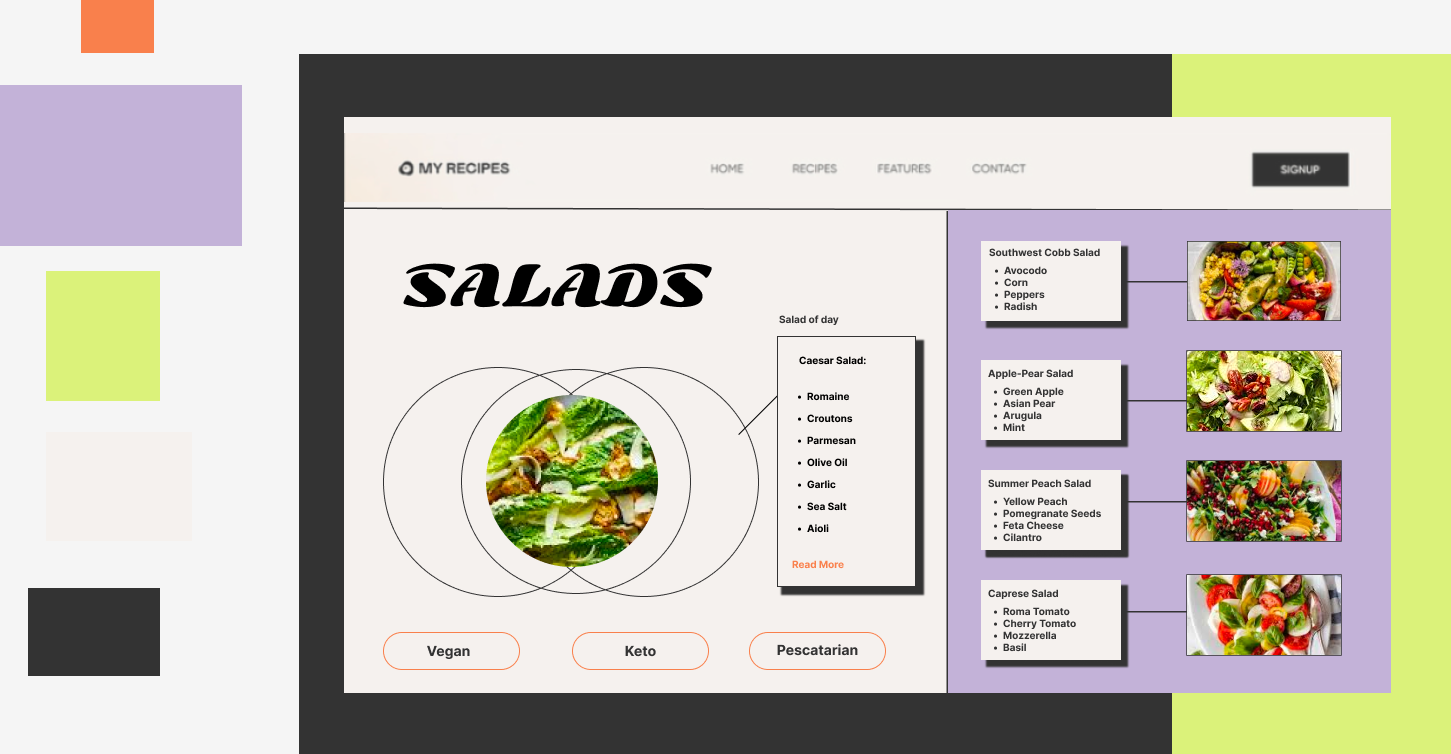 MY RECIPES
HOME
RECIPES
FEATURES
CONTACT
SIGNUP
SALADS
Salad of day
Caesar Salad:
• Romaine
• Croutons
• Parmesan
• Olive Oil
• Garlic
• Sea Salt
• Aioli
Read More
Vegan
Keto
Pescatarian
Southwest Cobb Salad
• Avocodo
• Corn
• Peppers
• Radish
Apple-Pear Salad
• Green Apple
• Asian Pear
• Arugula
• Mint
Summer Peach Salad
• Yellow Peach
• Pomegranate Seeds
• Feta Cheese
• Cilantro
Caprese Salad
• Roma Tomato
• Cherry Tomato
• Mozzerella
• Basil